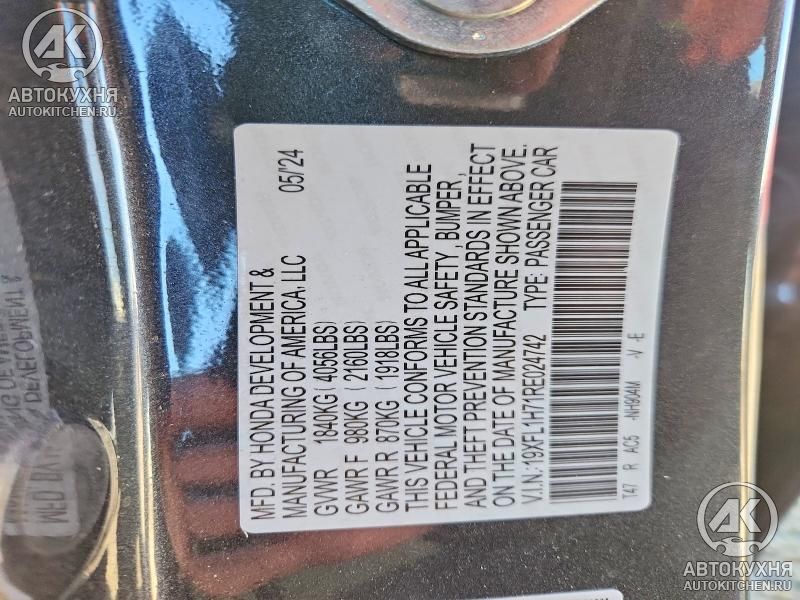 АВТОКУХНЯ
AUTOKITCHEN.RU
MFD. BY HONDA DEVELOPMENT &
MANUFACTURING OF AMERICA, LLC 05/'24
GVWR 1840KG ( 4056LBS)
GAWR F 980KG ( 2160LBS)
GAWR R 870KG ( 1918LBS)
THIS VEHICLE CONFORMS TO ALL APPLICABLE
FEDERAL MOTOR VEHICLE SAFETY , BUMPER,
AND THEFT PREVENTION STANDARDS IN EFFECT
ON THE DATE OF MANUFACTURE SHOWN ABOVE.
V.I.N.:19XFL1H71RE024742 TYPE: PASSENGER CAR
T47 R AC5 -NH904M -V -E
АВТОКУХНЯ
AUTOKITCHEN.RU